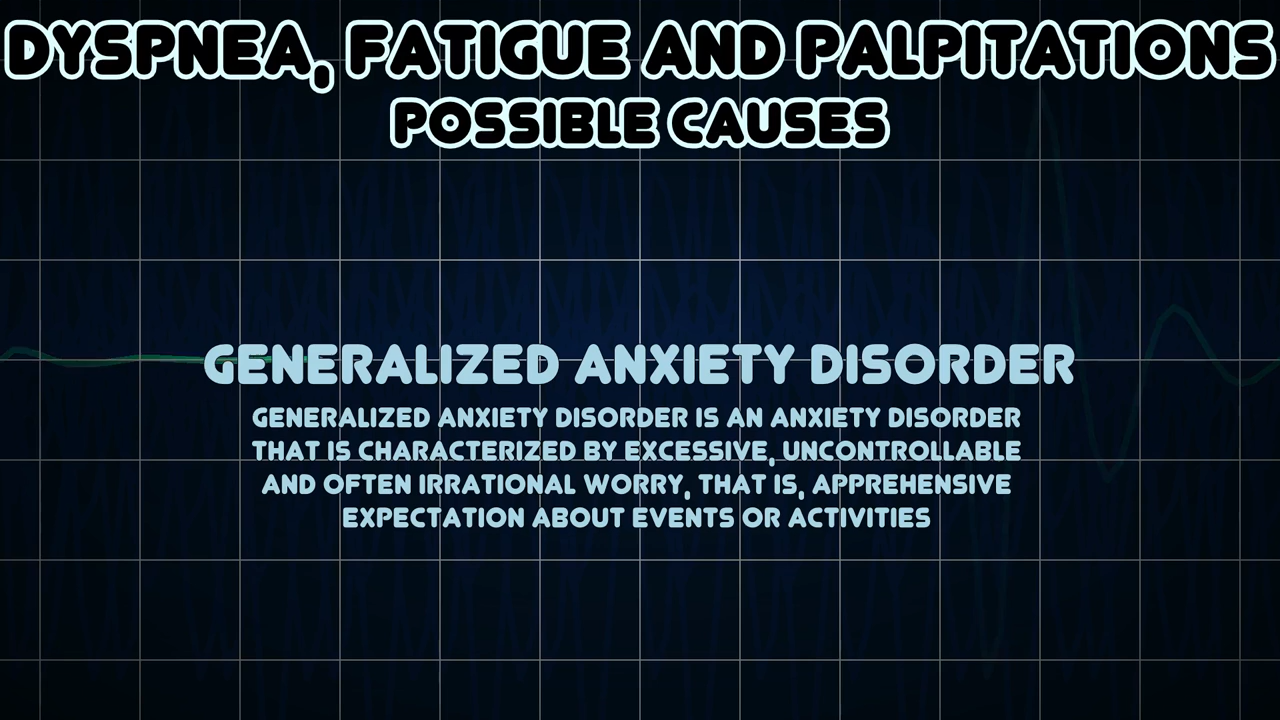 DYSPNEA, FATIGUE AND PALPITATIONS
POSSIBLE CAUSES
GENERALIZED ANXIETY DISORDER
GENERALIZED ANXIETY DISORDER IS AN ANXIETY DISORDER
THAT IS CHARACTERIZED BY EXCESSIVE, UNCONTROLLABLE
AND OFTEN IRRATIONAL WORRY, THAT IS, APPREHENSIVE
EXPECTATION ABOUT EVENTS OR ACTIVITIES